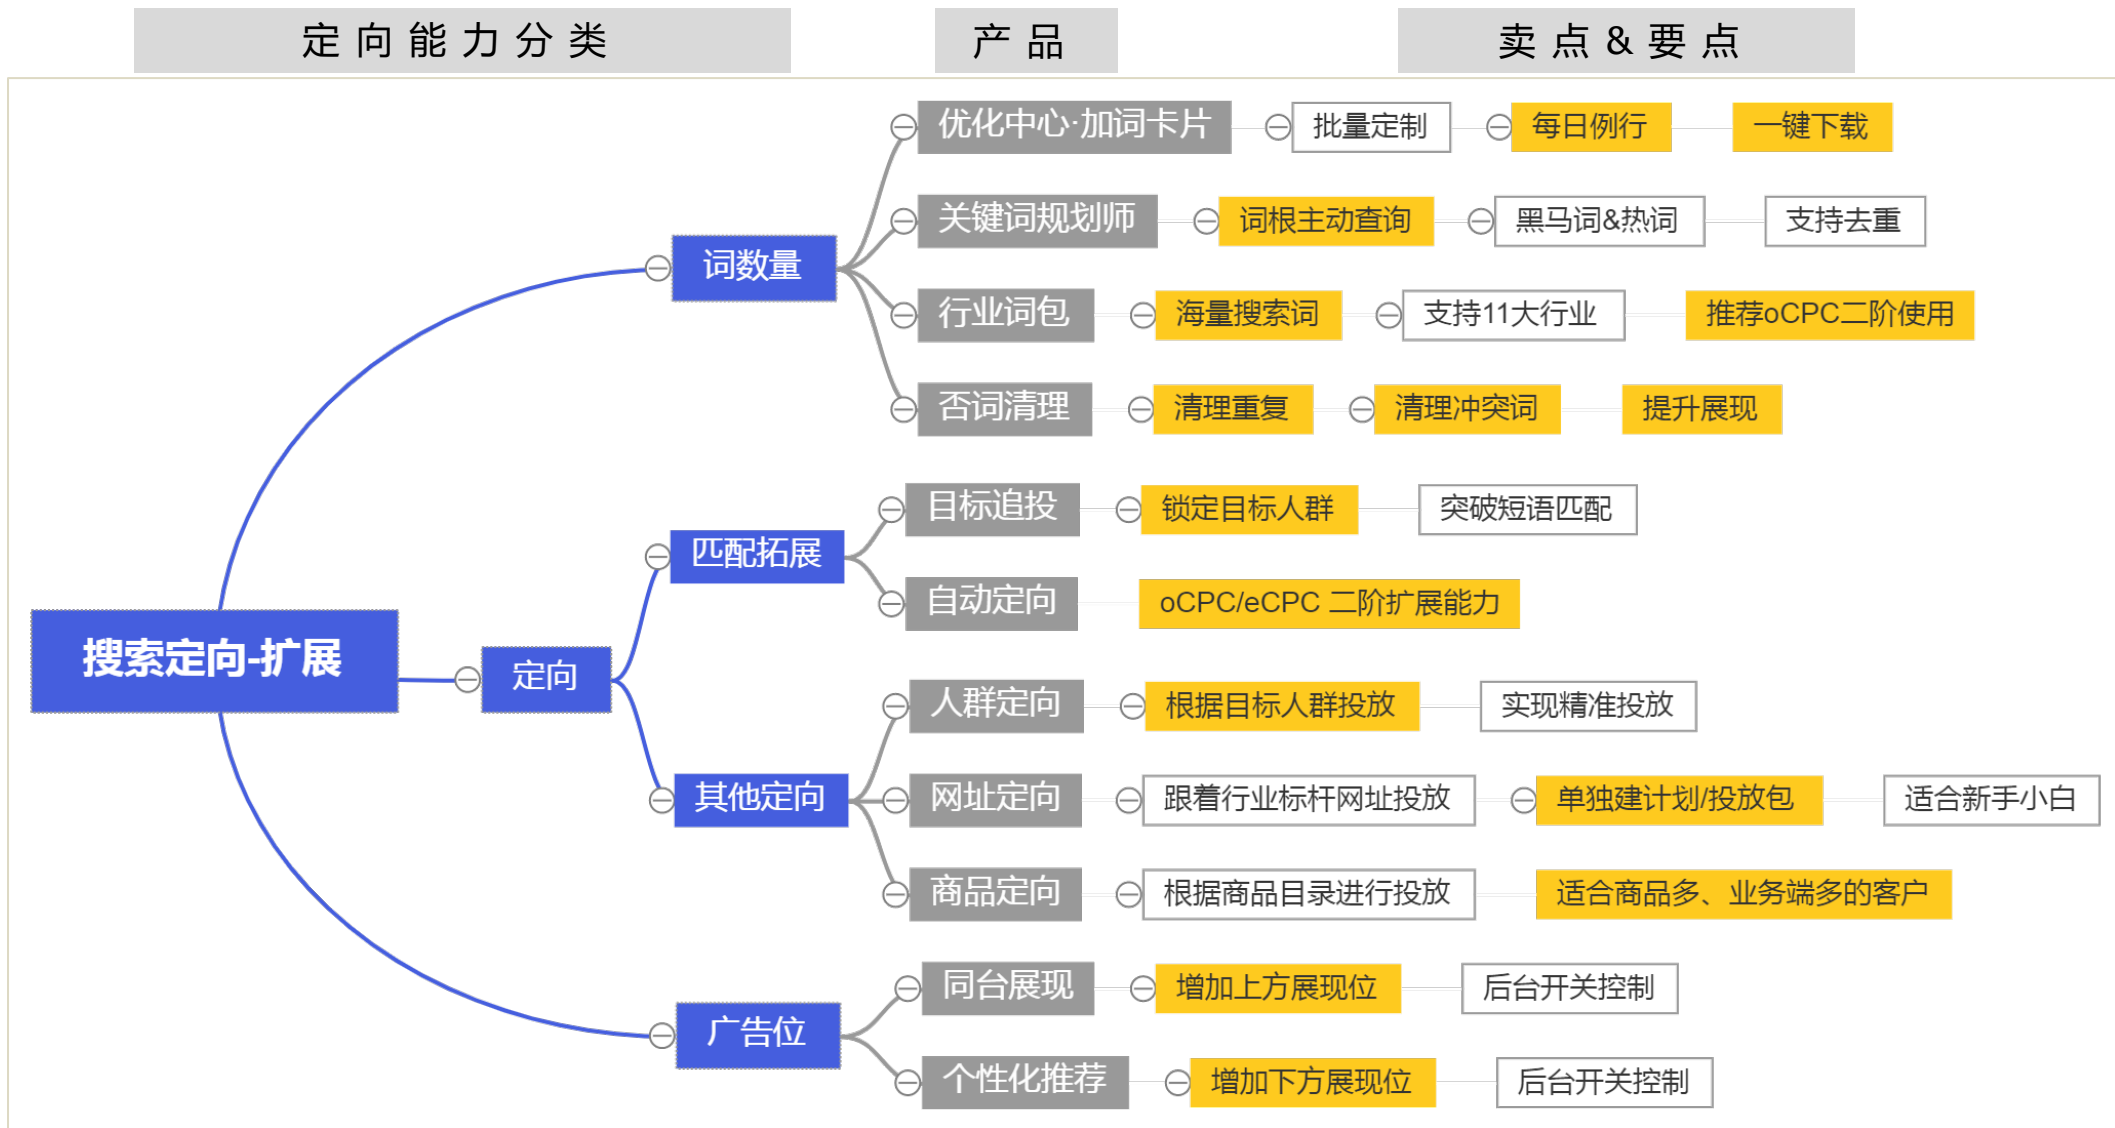 定向能力分类 产品 卖点&要点
优化中心·加词卡片 批量定制 每日例行 一键下载
关键词规划师 词根主动查询 黑马词&热词 支持去重
词数量
行业词包 海量搜索词 支持11大行业 推荐oCPC二阶使用
否词清理 清理重复 清理冲突词 提升展现
目标追投 锁定目标人群 突破短语匹配
匹配拓展
自动定向 oCPC/eCPC 二阶扩展能力
搜索定向-扩展 定向
人群定向 根据目标人群投放 实现精准投放
其他定向 网址定向 跟着行业标杆网址投放 单独建计划/投放包 适合新手小白
商品定向 根据商品目录进行投放 适合商品多、业务端多的客户
同台展现 增加上方展现位 后台开关控制
广告位
个性化推荐 增加下方展现位 后台开关控制